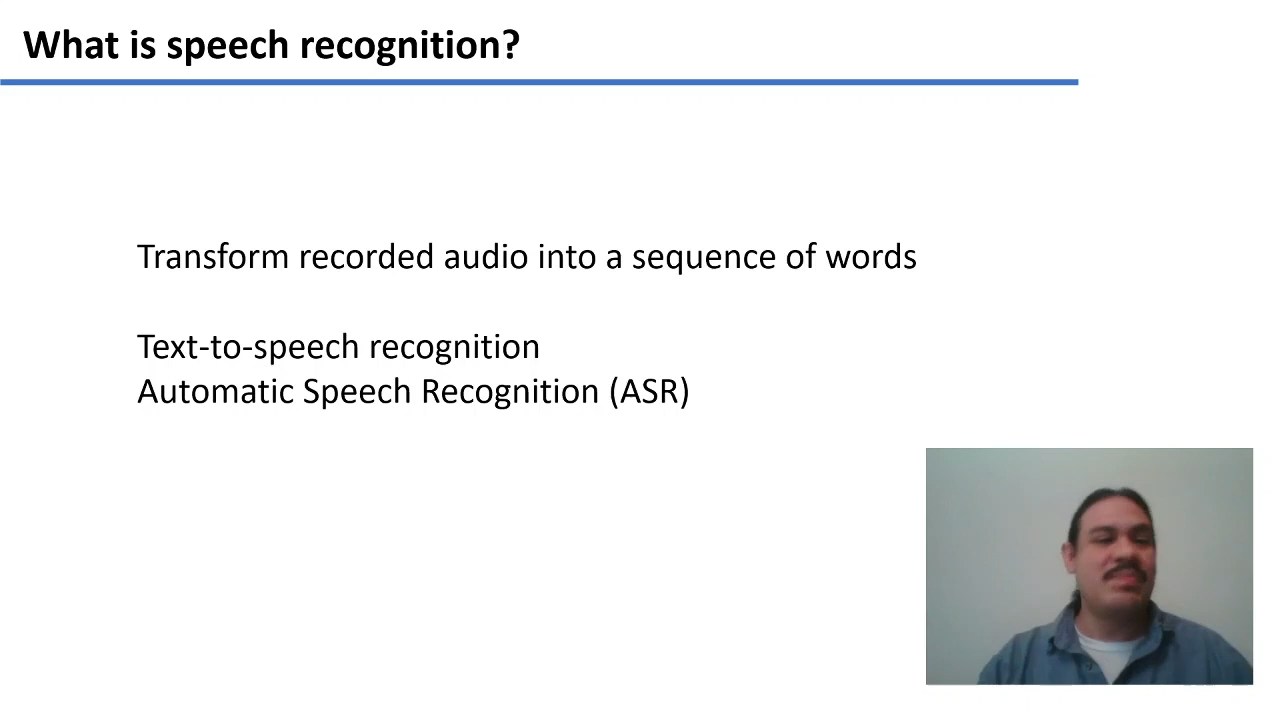 What is speech recognition?
Transform recorded audio into a sequence of words
Text-to-speech recognition
Automatic Speech Recognition (ASR)